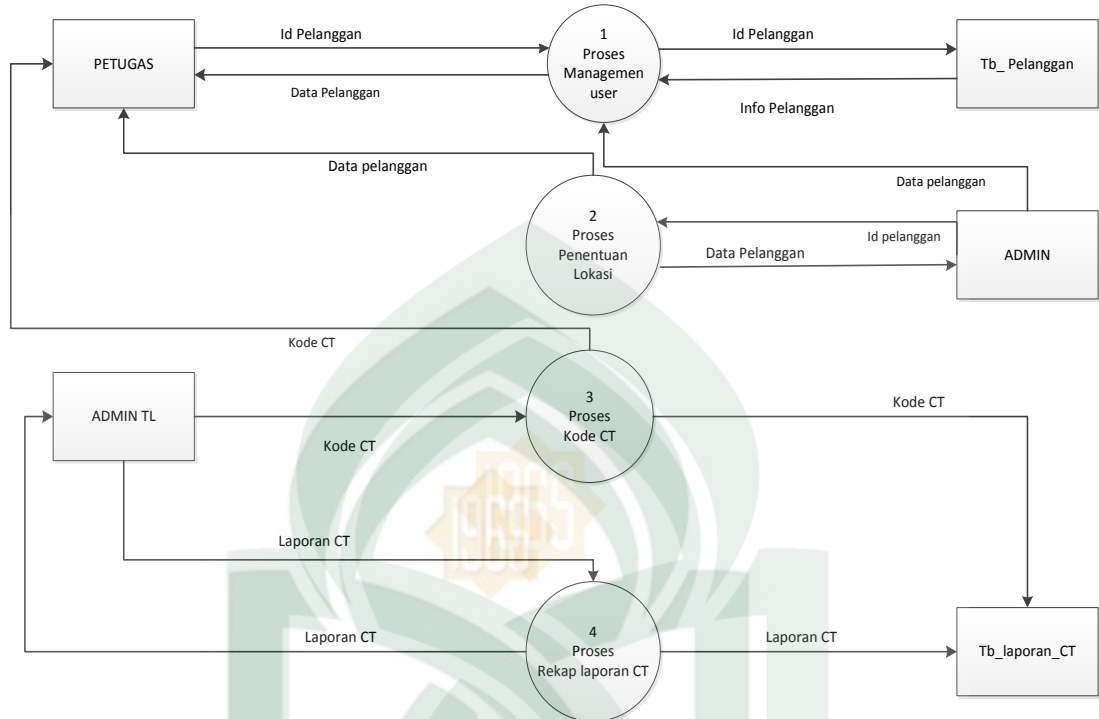 Id Pelanggan
1
Proses
Managemen
user
Id Pelanggan
PETUGAS
Tb_ Pelanggan
Data Pelanggan
Info Pelanggan
Data pelanggan
Data pelanggan
2
Proses
Penentuan
Lokasi
Id pelanggan
Data Pelanggan
ADMIN
Kode CT
ADMIN TL
3
Proses
Kode CT
Kode CT
Kode CT
Laporan CT
Laporan CT
4
Proses
Rekap laporan CT
Laporan CT
Tb_laporan_CT